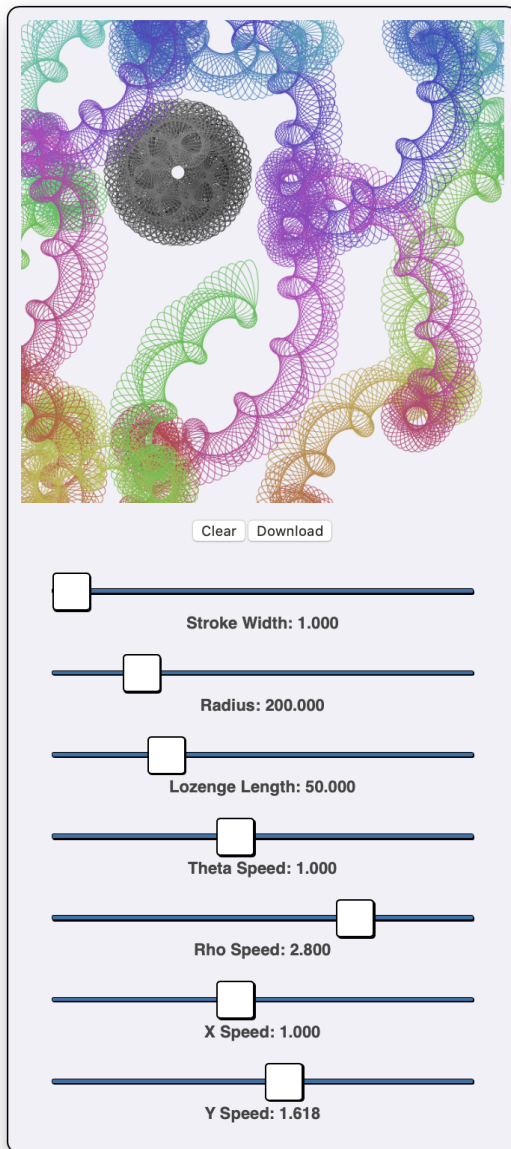 Clear Download
Stroke Width: 1.000
Radius: 200.000
Lozenge Length: 50.000
Theta Speed: 1.000
Rho Speed: 2.800
X Speed: 1.000
Y Speed: 1.618